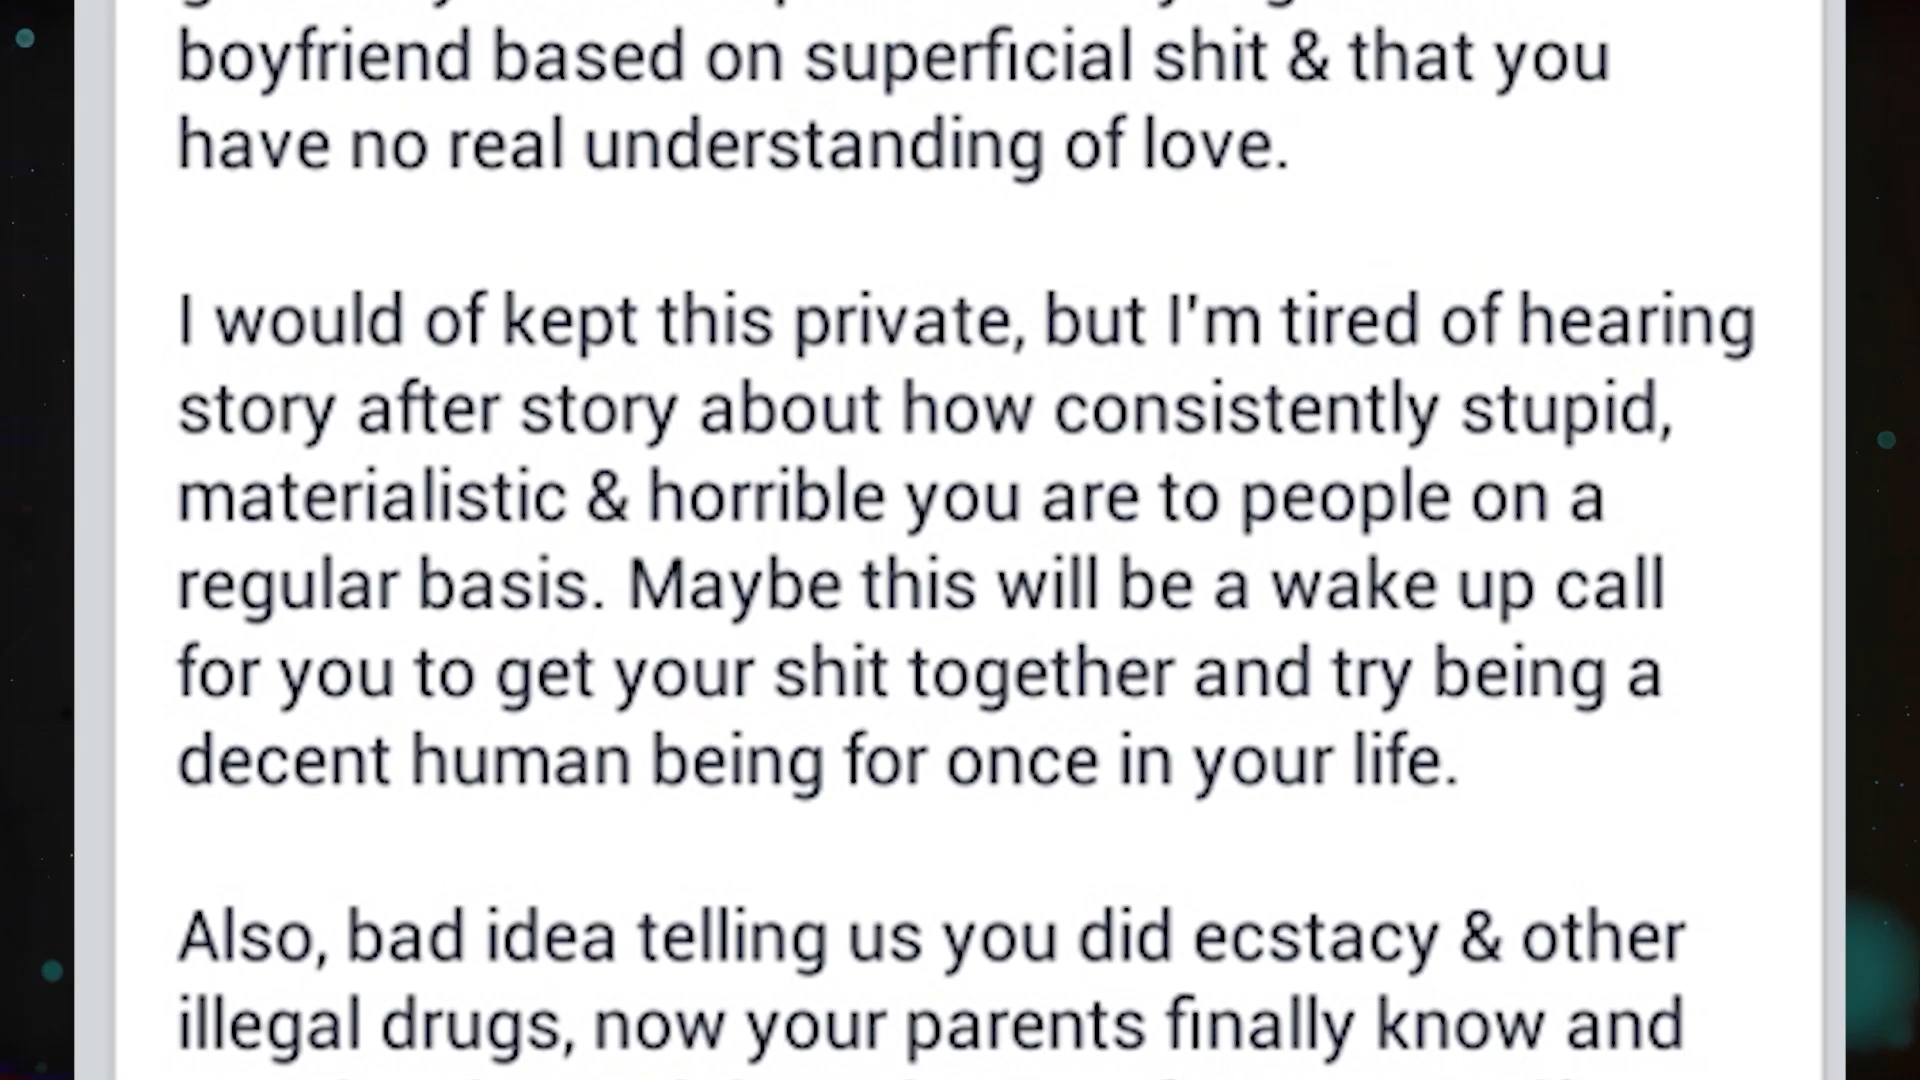 boyfriend based on superficial shit & that you
have no real understanding of love.
I would of kept this private, but I'm tired of hearing
story after story about how consistently stupid,
materialistic & horrible you are to people on a
regular basis. Maybe this will be a wake up call
for you to get your shit together and try being a
decent human being for once in your life.
Also, bad idea telling us you did ecstacy & other
illegal drugs, now your parents finally know and